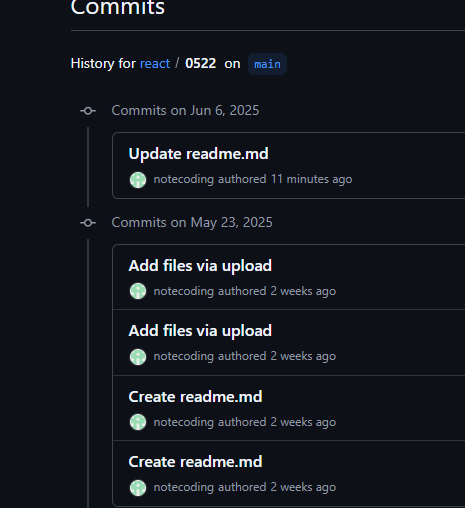 Commits
History for react / 0522 on main
Commits on Jun 6, 2025
Update readme.md
notecoding authored 11 minutes ago
Commits on May 23, 2025
Add files via upload
notecoding authored 2 weeks ago
Add files via upload
notecoding authored 2 weeks ago
Create readme.md
notecoding authored 2 weeks ago
Create readme.md
notecoding authored 2 weeks ago